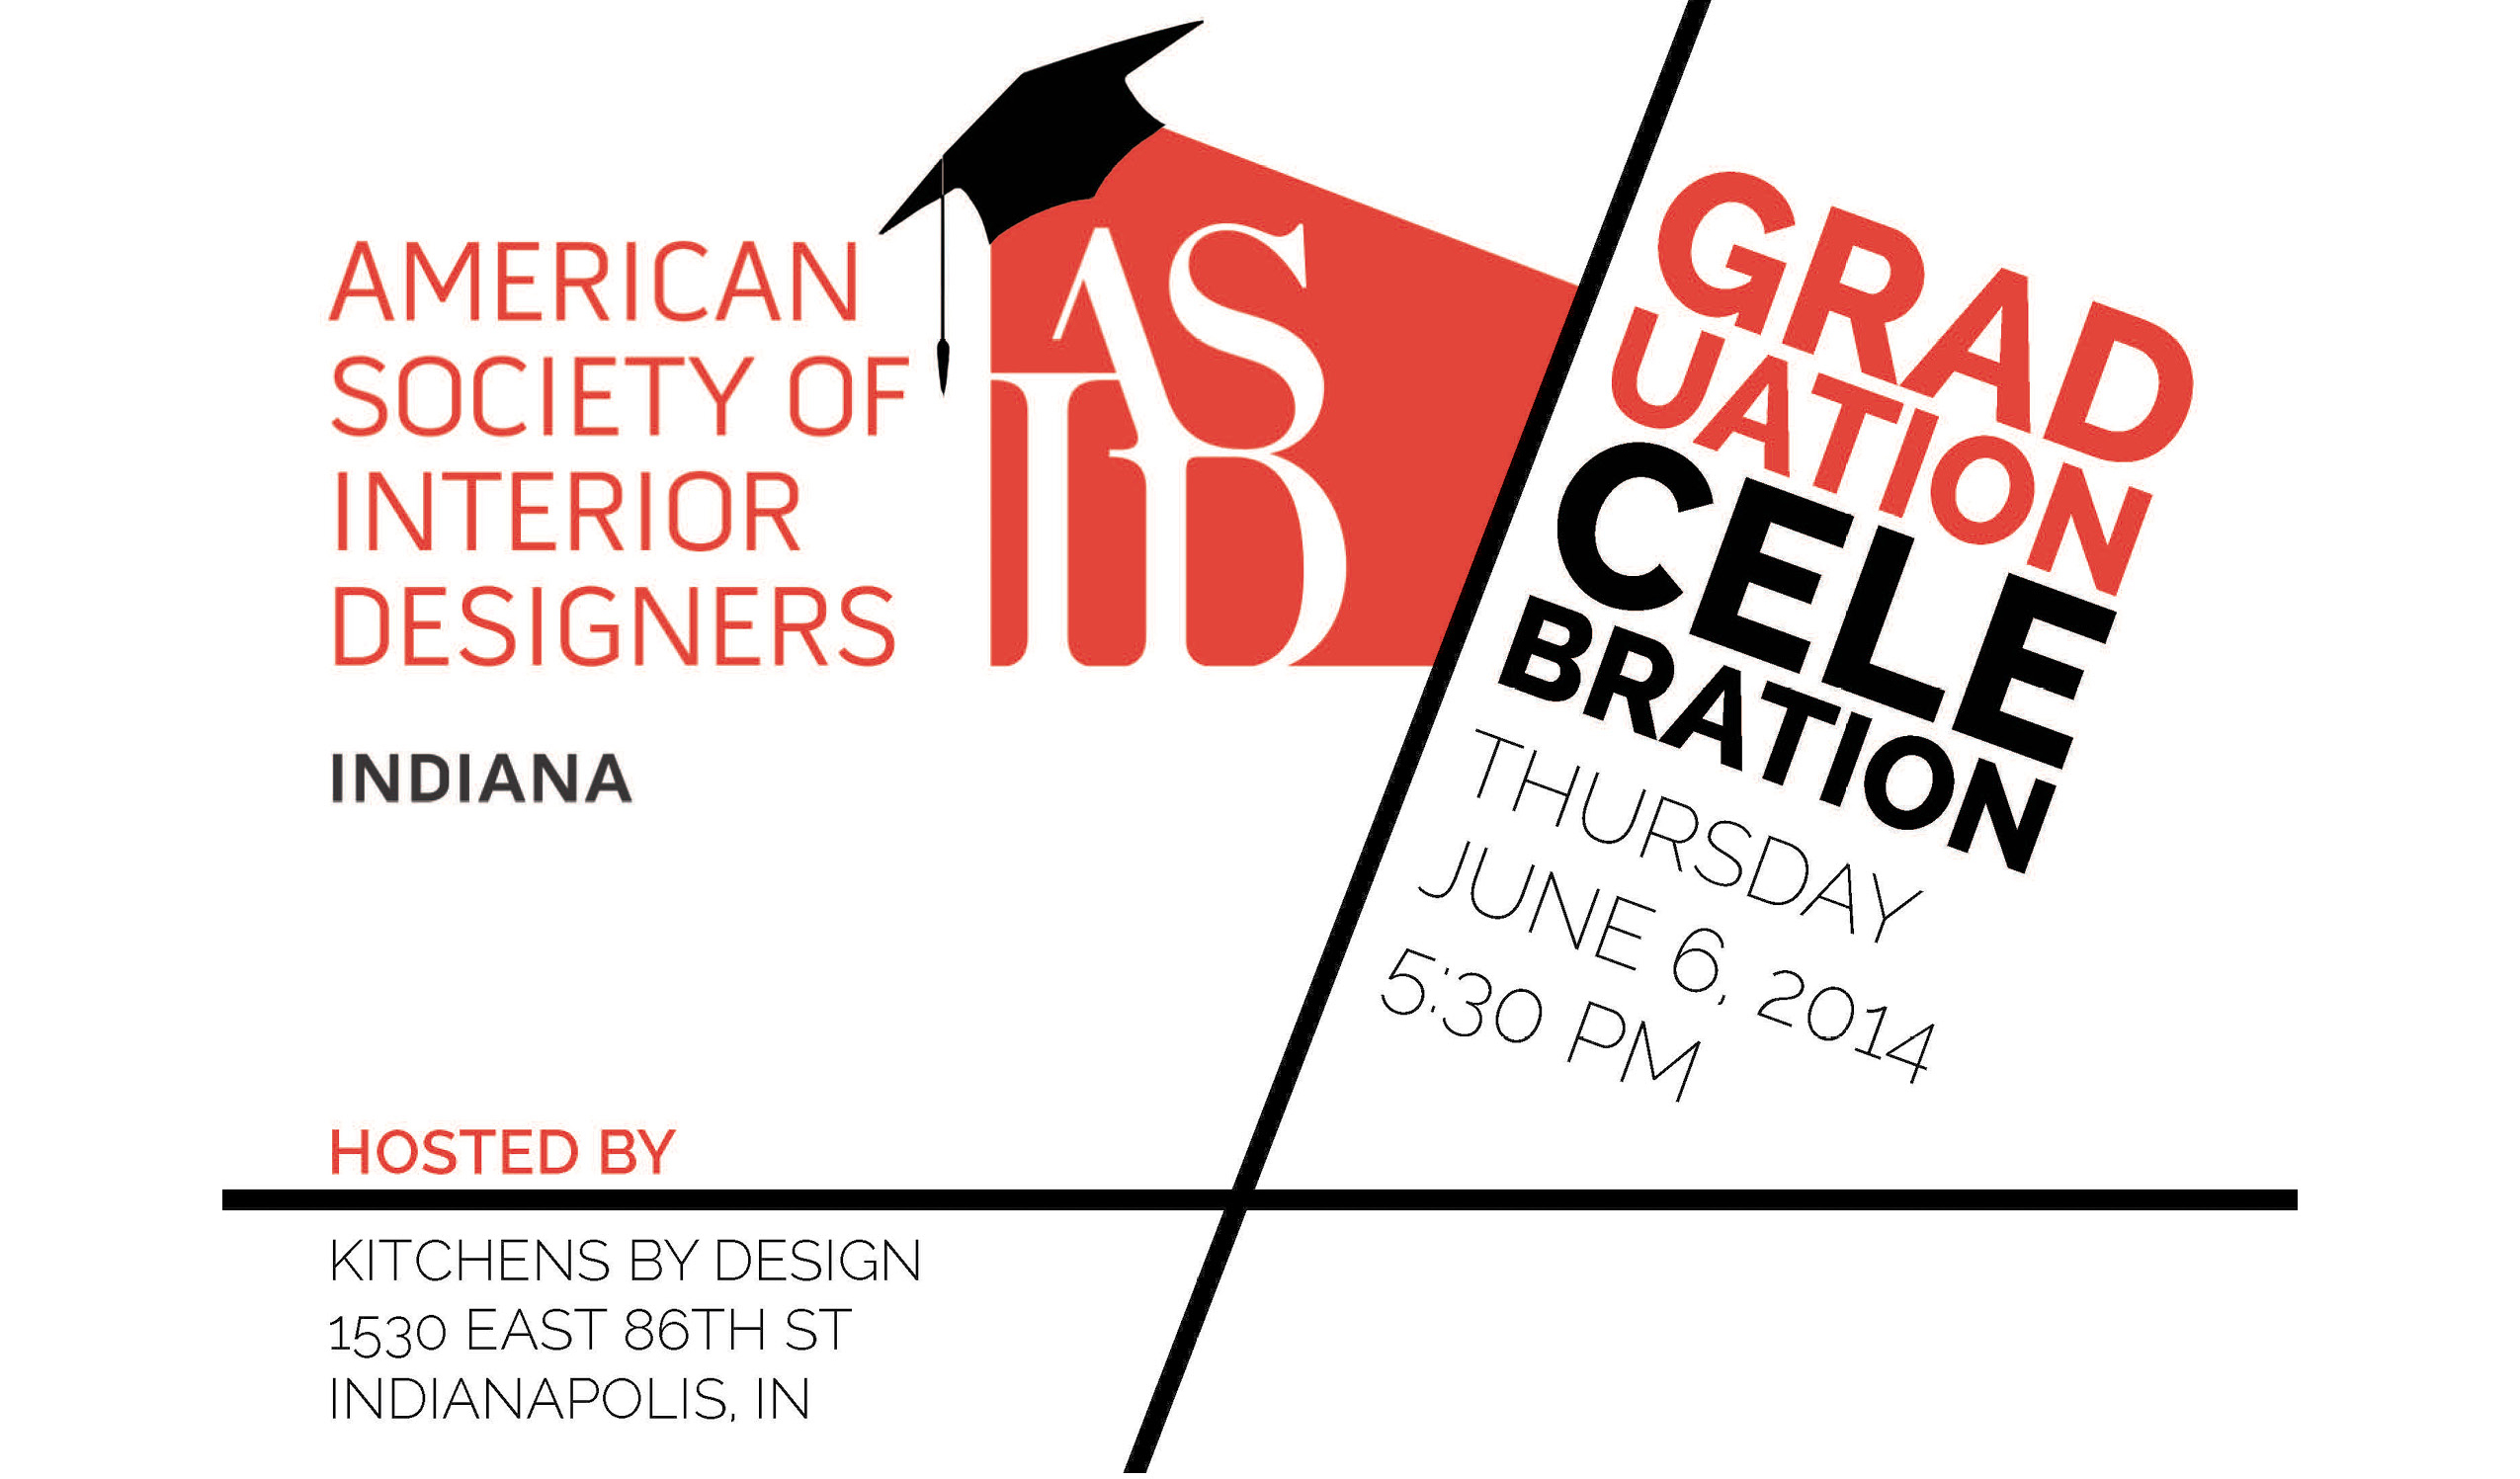 AMERICAN
SOCIETY OF
INTERIOR
DESIGNERS
INDIANA
ASID
GRAD
UATION
CELE
BRATION
THURSDAY
JUNE 6, 2014
5:30 PM
HOSTED BY
KITCHENS BY DESIGN
1530 EAST 86TH ST
INDIANAPOLIS, IN